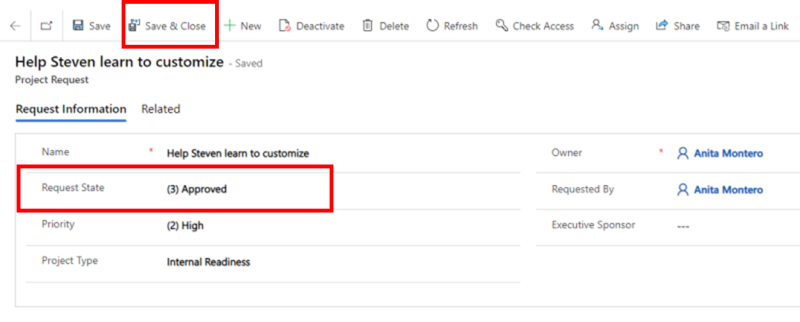 Save Save & Close New Deactivate Delete Refresh Check Access Assign Share Email a Link
Help Steven learn to customize - Saved
Project Request
Request Information Related
Name * Help Steven learn to customize Owner * Anita Montero
Request State (3) Approved Requested By Anita Montero
Priority (2) High Executive Sponsor ---
Project Type Internal Readiness